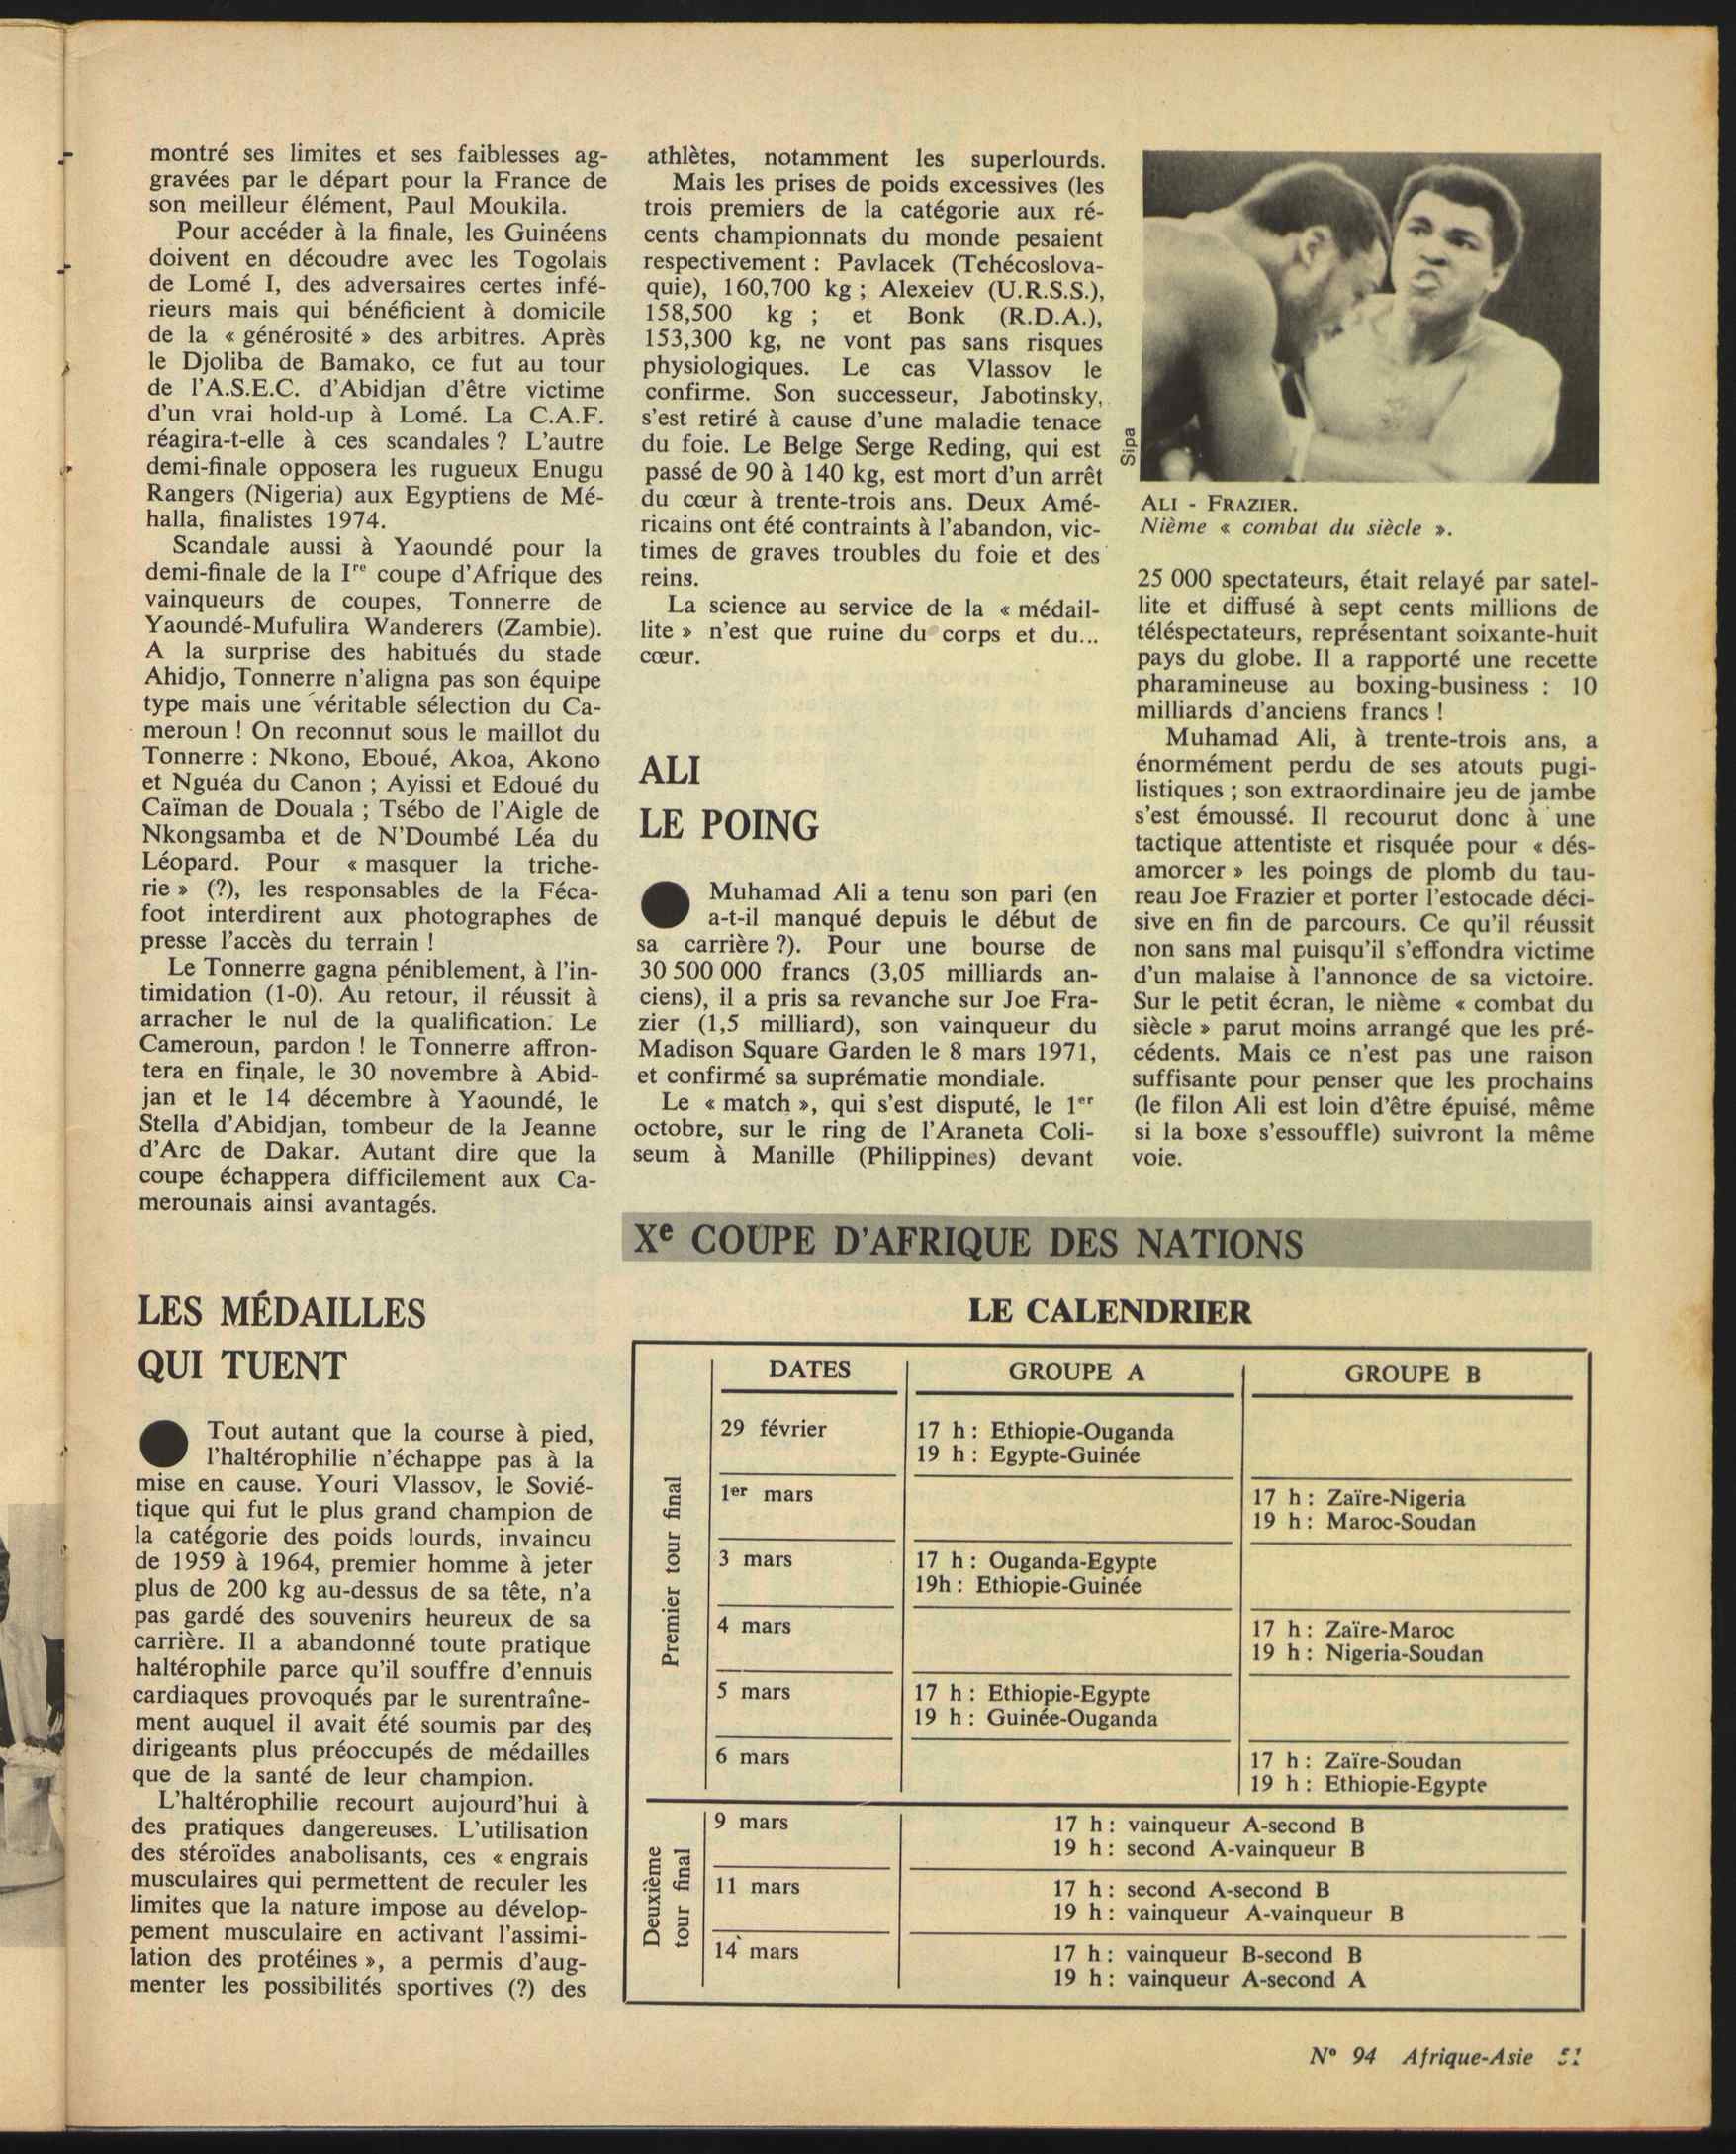 montré ses limites et ses faiblesses ag-
gravées par le départ pour la France de
son meilleur élément, Paul Moukila.
Pour accéder à la finale, les Guinéens
doivent en découdre avec les Togolais
de Lomé I, des adversaires certes infé-
rieurs mais qui bénéficient à domicile
de la « générosité » des arbitres. Après
le Djoliba de Bamako, ce fut au tour
de l'A.S.E.C. d'Abidjan d'être victime
d'un vrai hold-up à Lomé. La C.A.F.
réagira-t-elle à ces scandales ? L'autre
demi-finale opposera les rugueux Enugu
Rangers (Nigeria) aux Egyptiens de Mé-
halla, finalistes 1974.
Scandale aussi à Yaoundé pour la
demi-finale de la Ire coupe d'Afrique des
vainqueurs de coupes, Tonnerre de
Yaoundé-Mufulira Wanderers (Zambie).
A la surprise des habitués du stade
Ahidjo, Tonnerre n'aligna pas son équipe
type mais une véritable sélection du Ca-
meroun ! On reconnut sous le maillot du
Tonnerre : Nkono, Eboué, Akoa, Akono
et Nguéa du Canon ; Ayissi et Edoué du
Caïman de Douala ; Tsébo de l'Aigle de
Nkongsamba et de N'Doumbé Léa du
Léopard. Pour « masquer la triche-
rie » (?), les responsables de la Féca-
foot interdirent aux photographes de
presse l'accès du terrain !
Le Tonnerre gagna péniblement, à l'in-
timidation (1-0). Au retour, il réussit à
arracher le nul de la qualification. Le
Cameroun, pardon ! le Tonnerre affron-
tera en finale, le 30 novembre à Abid-
jan et le 14 décembre à Yaoundé, le
Stella d'Abidjan, tombeur de la Jeanne
d'Arc de Dakar. Autant dire que la
coupe échappera difficilement aux Ca-
merounais ainsi avantagés.
LES MÉDAILLES
QUI TUENT
Tout autant que la course à pied,
l'haltérophilie n'échappe pas à la
mise en cause. Youri Vlassov, le Sovié-
tique qui fut le plus grand champion de
la catégorie des poids lourds, invaincu
de 1959 à 1964, premier homme à jeter
plus de 200 kg au-dessus de sa tête, n'a
pas gardé des souvenirs heureux de sa
carrière. Il a abandonné toute pratique
haltérophile parce qu'il souffre d'ennuis
cardiaques provoqués par le surentraîne-
ment auquel il avait été soumis par des
dirigeants plus préoccupés de médailles
que de la santé de leur champion.
L'haltérophilie recourt aujourd'hui à
des pratiques dangereuses. L'utilisation
des stéroïdes anabolisants, ces « engrais
musculaires qui permettent de reculer les
limites que la nature impose au dévelop-
pement musculaire en activant l'assimi-
lation des protéines », a permis d'aug-
menter les possibilités sportives (?) des
athlètes, notamment les superlourds.
Mais les prises de poids excessives (les
trois premiers de la catégorie aux ré-
cents championnats du monde pesaient
respectivement : Pavlacek (Tchécoslova-
quie), 160,700 kg ; Alexeiev (U.R.S.S.),
158,500 kg ; et Bonk (R.D.A.),
153,300 kg, ne vont pas sans risques
physiologiques. Le cas Vlassov le
confirme. Son successeur, Jabotinsky,
s'est retiré à cause d'une maladie tenace
du foie. Le Belge Serge Reding, qui est
passé de 90 à 140 kg, est mort d'un arrêt
du cœur à trente-trois ans. Deux Amé-
ricains ont été contraints à l'abandon, vic-
times de graves troubles du foie et des
reins.
La science au service de la « médail-
lite » n'est que ruine du corps et du...
cœur.
ALI
LE POING
Muhamad Ali a tenu son pari (en
a-t-il manqué depuis le début de
sa carrière ?). Pour une bourse de
30 500 000 francs (3,05 milliards an-
ciens), il a pris sa revanche sur Joe Fra-
zier (1,5 milliard), son vainqueur du
Madison Square Garden le 8 mars 1971,
et confirmé sa suprématie mondiale.
Le « match », qui s'est disputé, le 1er
octobre, sur le ring de l'Araneta Coli-
seum à Manille (Philippines) devant
Sipa
ALI - FRAZIER.
Nième « combat du siècle ».
25 000 spectateurs, était relayé par satel-
lite et diffusé à sept cents millions de
téléspectateurs, représentant soixante-huit
pays du globe. Il a rapporté une recette
pharamineuse au boxing-business : 10
milliards d'anciens francs !
Muhamad Ali, à trente-trois ans, a
énormément perdu de ses atouts pugi-
listiques ; son extraordinaire jeu de jambe
s'est émoussé. Il recourut donc à une
tactique attentiste et risquée pour « dés-
amorcer » les poings de plomb du tau-
reau Joe Frazier et porter l'estocade déci-
sive en fin de parcours. Ce qu'il réussit
non sans mal puisqu'il s'effondra victime
d'un malaise à l'annonce de sa victoire.
Sur le petit écran, le nième « combat du
siècle » parut moins arrangé que les pré-
cédents. Mais ce n'est pas une raison
suffisante pour penser que les prochains
(le filon Ali est loin d'être épuisé, même
si la boxe s'essouffle) suivront la même
voie.
Xe COUPE D'AFRIQUE DES NATIONS
LE CALENDRIER
DATES GROUPE A GROUPE B
Premier tour final
29 février 17 h : Ethiopie-Ouganda
19 h : Egypte-Guinée
1er mars 17 h : Zaïre-Nigeria
19 h : Maroc-Soudan
3 mars 17 h : Ouganda-Egypte
19h : Ethiopie-Guinée
4 mars 17 h : Zaïre-Maroc
19 h : Nigeria-Soudan
5 mars 17 h : Ethiopie-Egypte
19 h : Guinée-Ouganda
6 mars 17 h : Zaïre-Soudan
19 h : Ethiopie-Egypte
Deuxième
tour final
9 mars 17 h : vainqueur A-second B
19 h : second A-vainqueur B
11 mars 17 h : second A-second B
19 h : vainqueur A-vainqueur B
14 mars 17 h : vainqueur B-second B
19 h : vainqueur A-second A
N° 94 Afrique-Asie